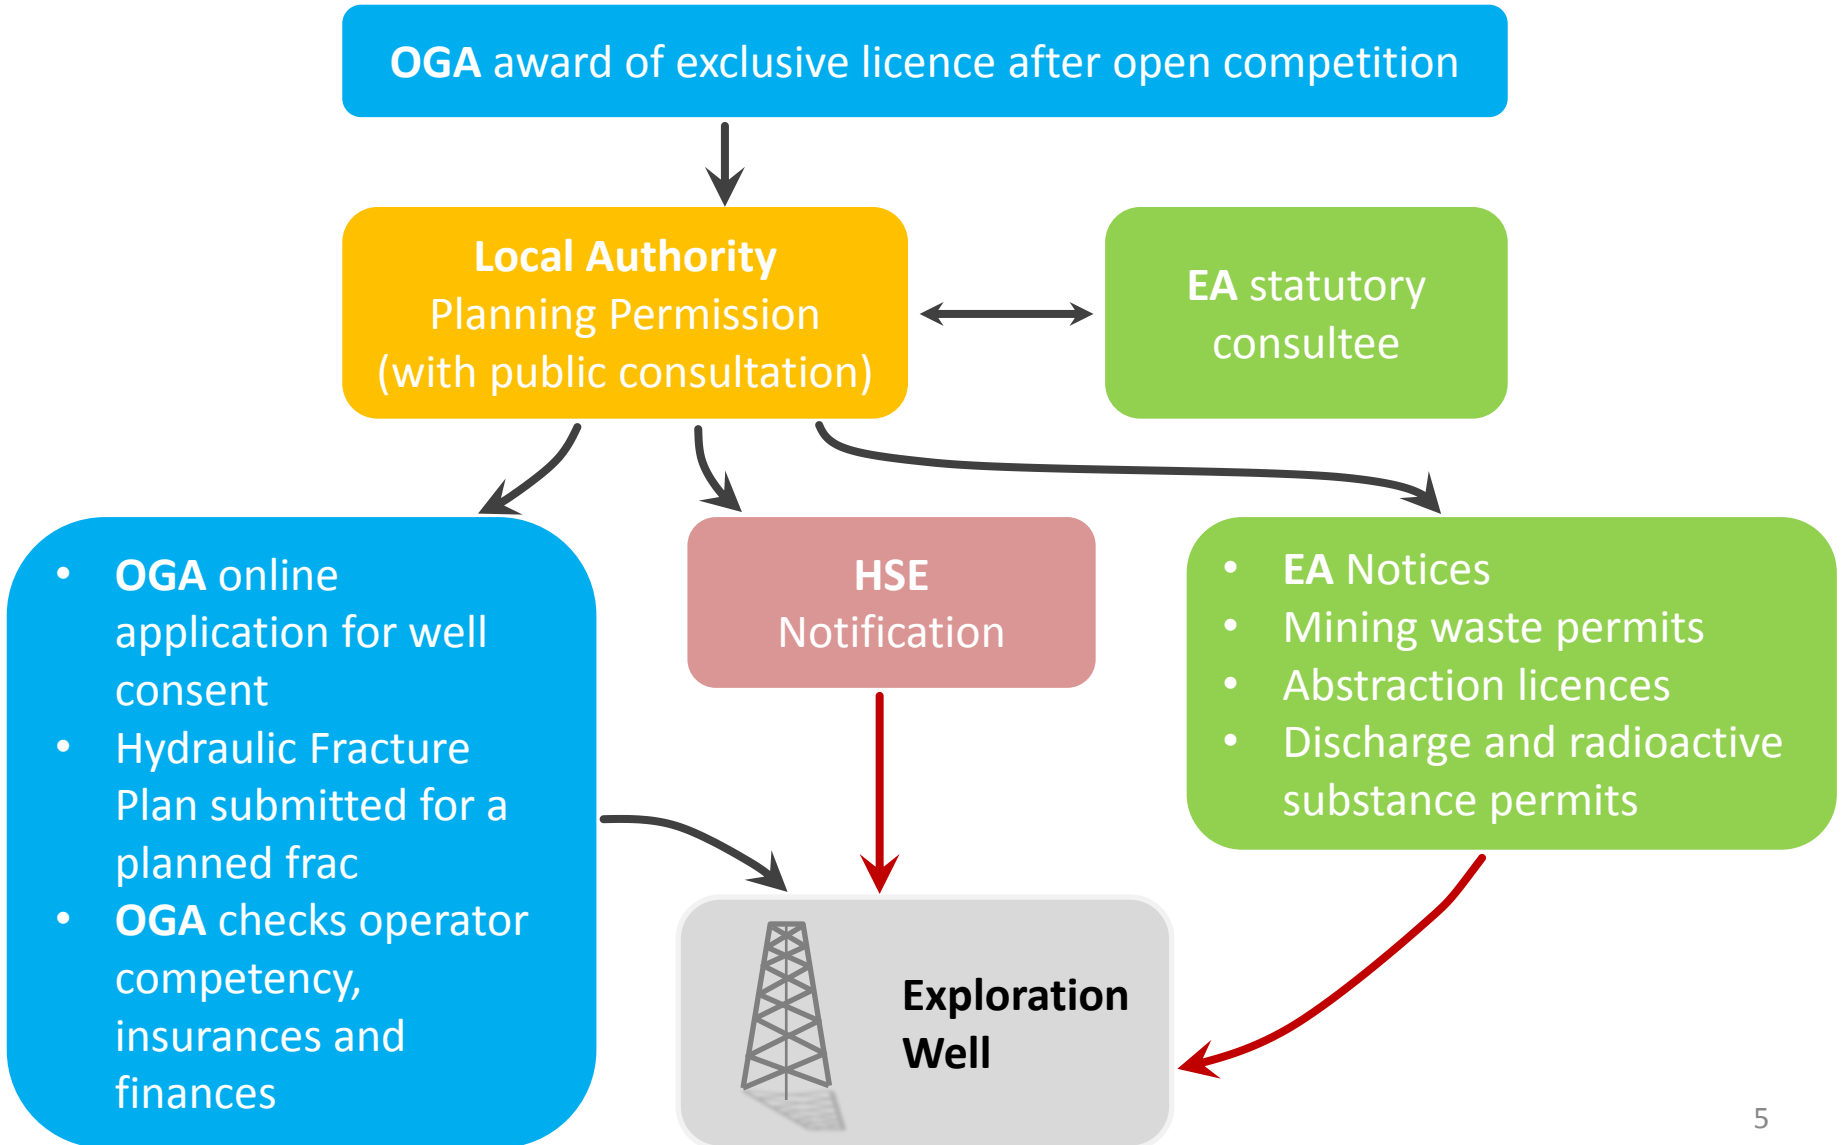 OGA award of exclusive licence after open competition
Local Authority
Planning Permission
(with public consultation)
EA statutory
consultee
• OGA online
application for well
consent
• Hydraulic Fracture
Plan submitted for a
planned frac
• OGA checks operator
competency,
insurances and
finances
HSE
Notification
• EA Notices
• Mining waste permits
• Abstraction licences
• Discharge and radioactive
substance permits
Exploration
Well
5